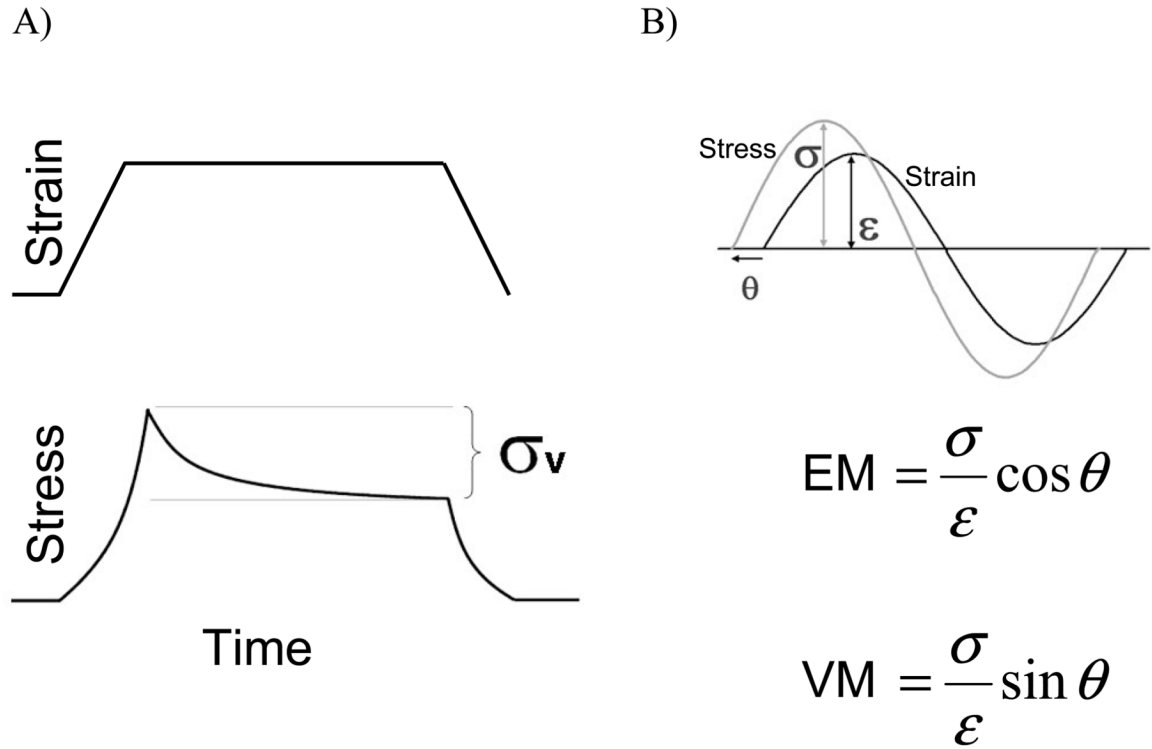 A)
Strain
Stress
σv
Time
B)
Stress
σ
ε
Strain
θ
EM = σ/ε cos θ
VM = σ/ε sin θ